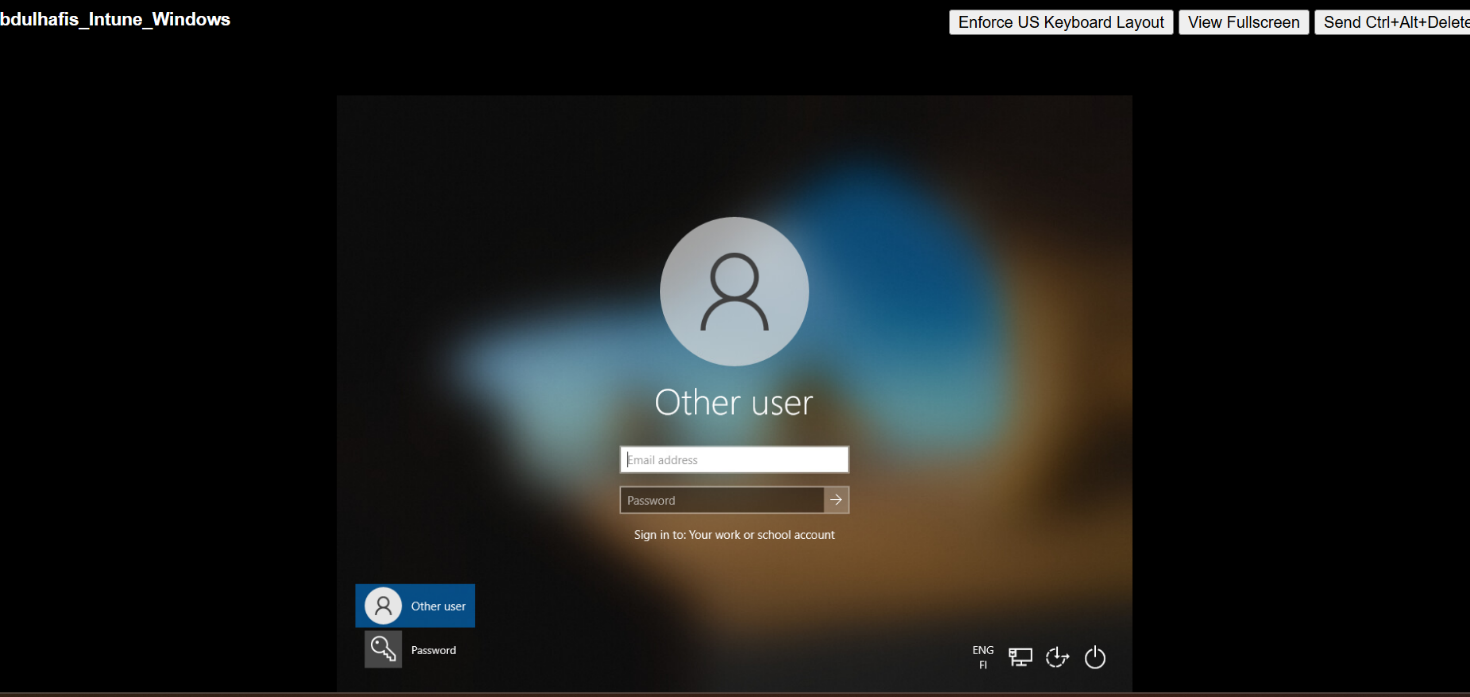 bdulhafis_Intune_Windows
Enforce US Keyboard Layout
View Fullscreen
Send Ctrl+Alt+Delete
Other user
Email address
Password
Sign in to: Your work or school account
Other user
Password
ENG
FI